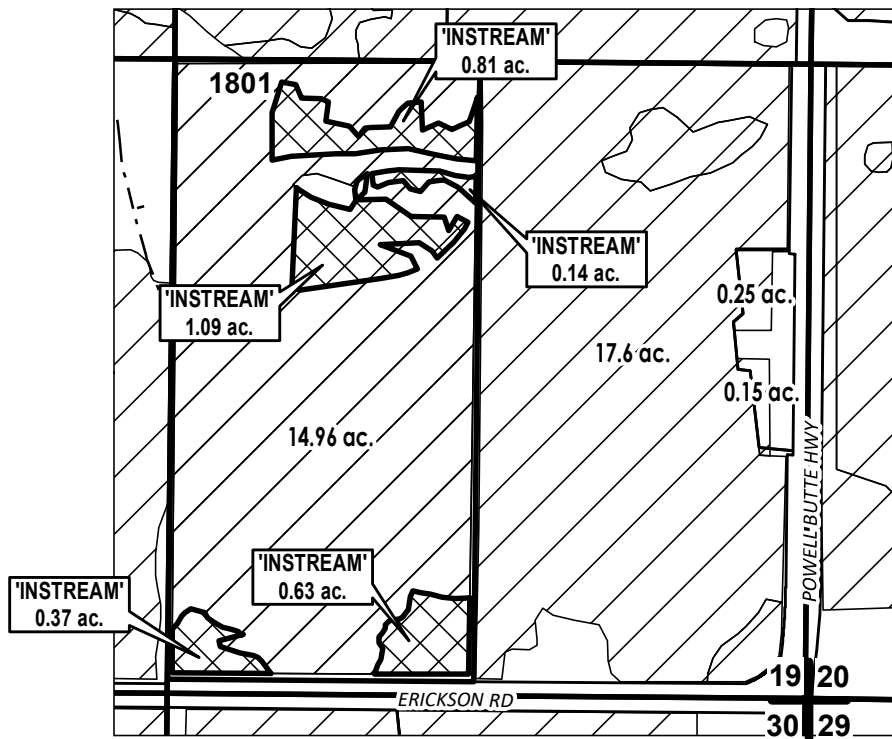 'INSTREAM'
0.81 ac.
1801
'INSTREAM'
0.14 ac.
'INSTREAM'
1.09 ac.
0.25 ac.
17.6 ac.
0.15 ac.
14.96 ac.
POWELL BUTTE HWY
'INSTREAM'
0.63 ac.
'INSTREAM'
0.37 ac.
19 20
ERICKSON RD
30 29